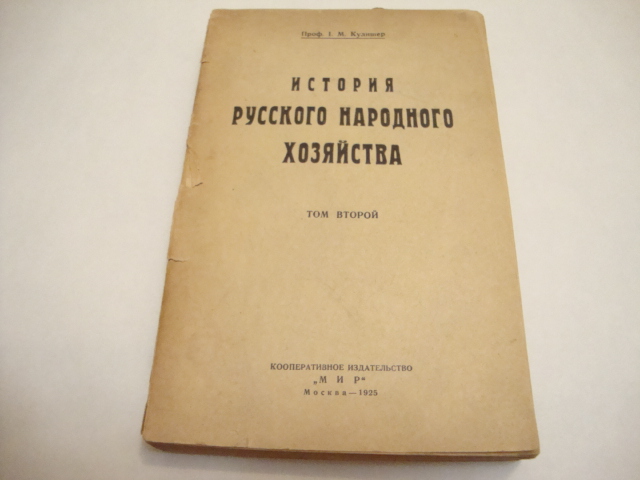 Проф. І. М. Кулишер
ИСТОРИЯ
РУССКОГО НАРОДНОГО
ХОЗЯЙСТВА
ТОМ ВТОРОЙ
КООПЕРАТИВНОЕ ИЗДАТЕЛЬСТВО
„МИР“
Москва—1925